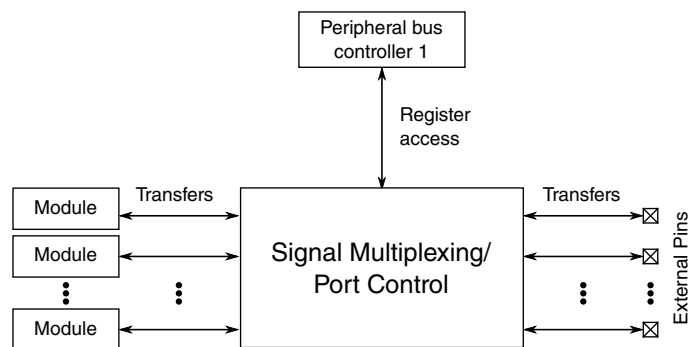 Peripheral bus
controller 1
Register
access
Transfers
Transfers
Module
Module
Module
Signal Multiplexing/
Port Control
External Pins